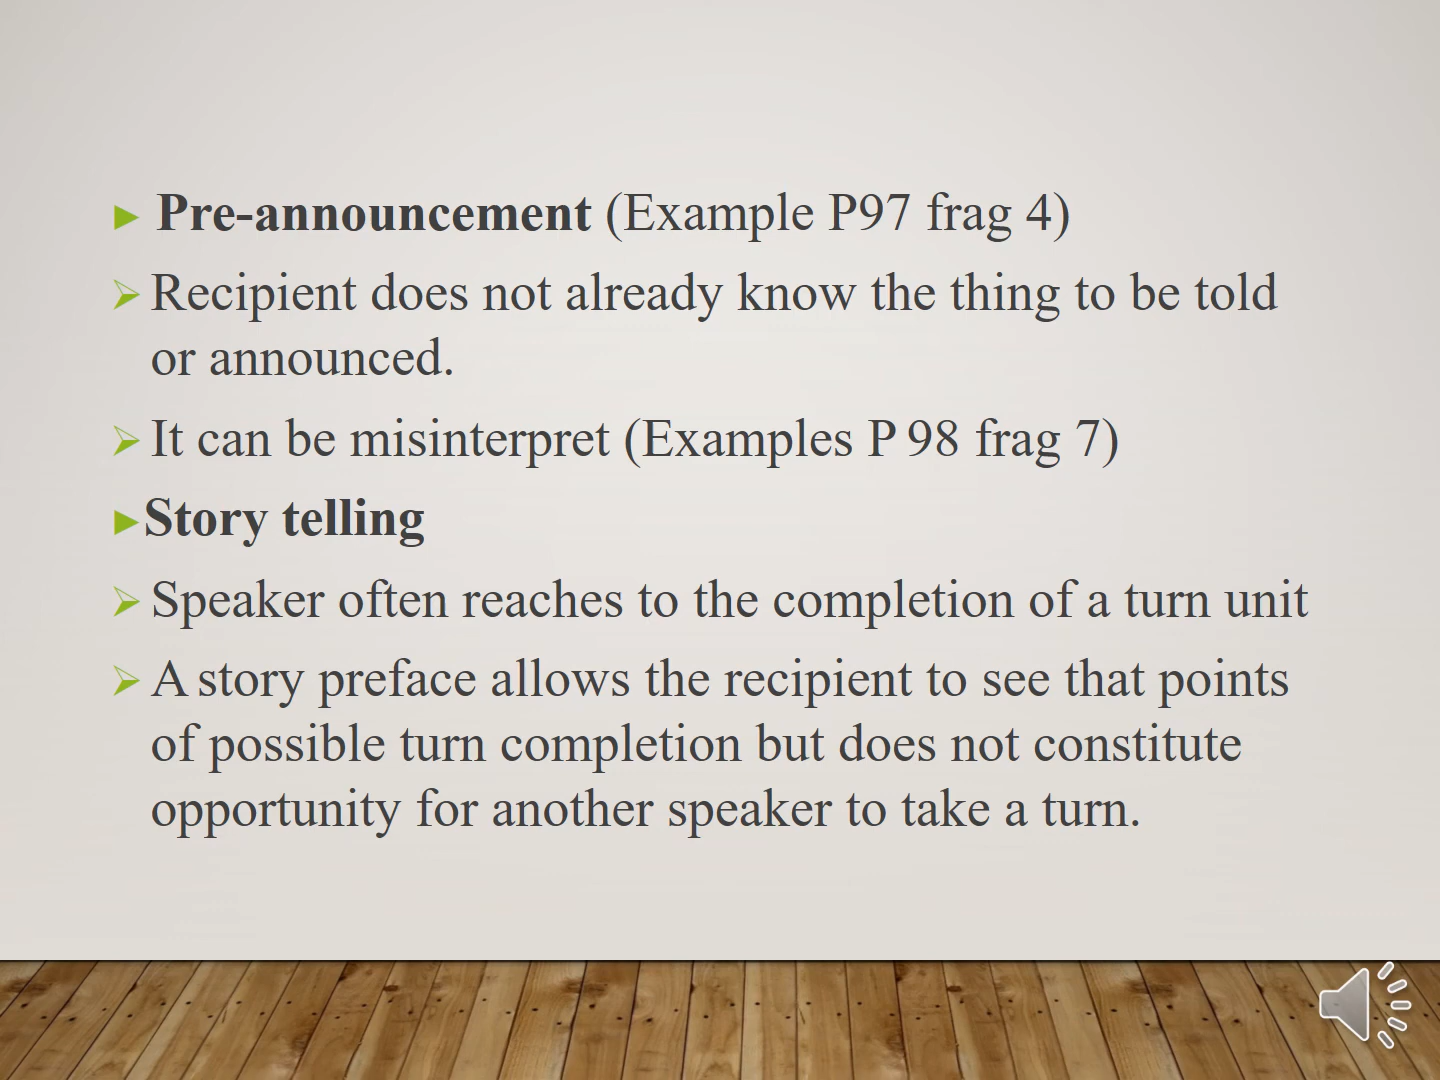 Pre-announcement (Example P97 frag 4)
Recipient does not already know the thing to be told
or announced.
It can be misinterpret (Examples P 98 frag 7)
Story telling
Speaker often reaches to the completion of a turn unit
A story preface allows the recipient to see that points
of possible turn completion but does not constitute
opportunity for another speaker to take a turn.